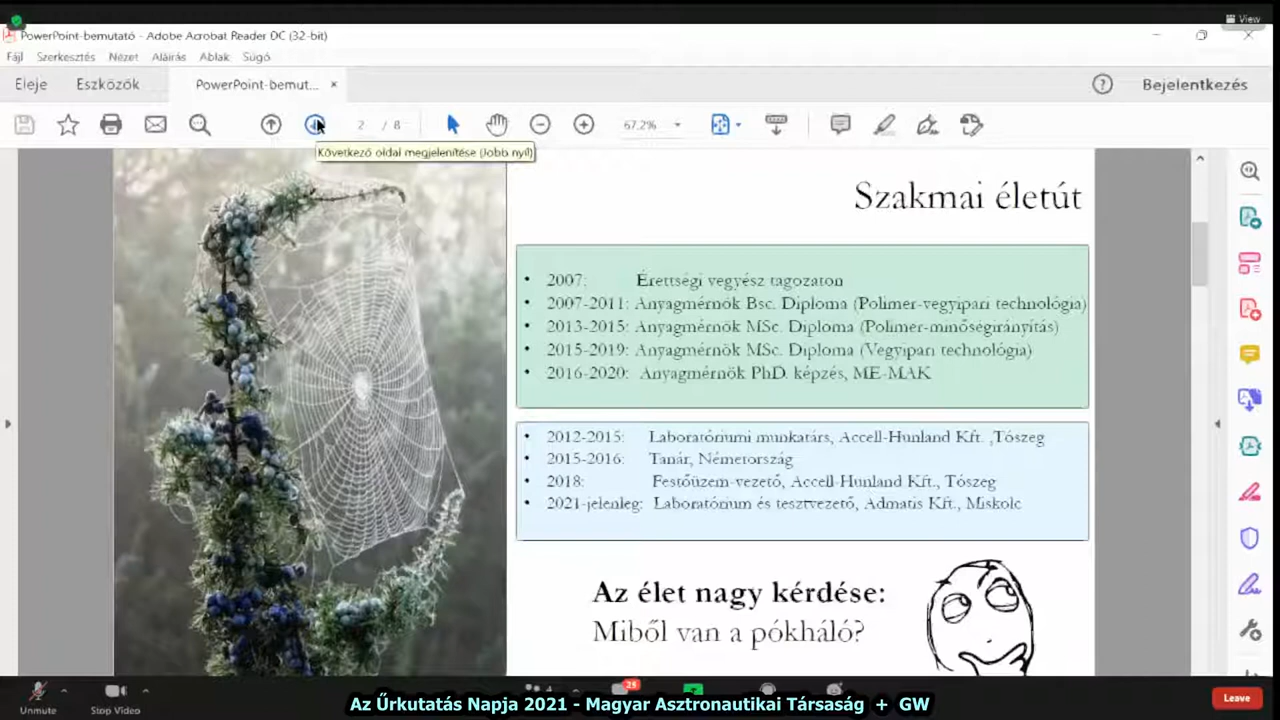 View
PowerPoint-bemutató - Adobe Acrobat Reader DC (32-bit)
Fájl Szerkesztés Nézet Aláírás Ablak Súgó
Eleje Eszközök PowerPoint-bemut... × Bejelentkezés
2 / 8 67.2%
Következő oldal megjelenítése (Jobb nyíl)
Szakmai életút
• 2007: Érettségi vegyész tagozaton
• 2007-2011: Anyagmérnök Bsc. Diploma (Polimer-vegyipari technológia)
• 2013-2015: Anyagmérnök MSc. Diploma (Polimer-minőségirányítás)
• 2015-2019: Anyagmérnök MSc. Diploma (Vegyipari technológia)
• 2016-2020: Anyagmérnök PhD. képzés, ME-MAK
• 2012-2015: Laboratóriumi munkatárs, Accell-Hunland Kft. ,Tószeg
• 2015-2016: Tanár, Németország
• 2018: Festőüzem-vezető, Accell-Hunland Kft., Tószeg
• 2021-jelenleg: Laboratórium és tesztvezető, Admatis Kft., Miskolc
Az élet nagy kérdése:
Miből van a pókháló?
Unmute Stop Video 25 Leave
Az Űrkutatás Napja 2021 - Magyar Asztronautikai Társaság + GW